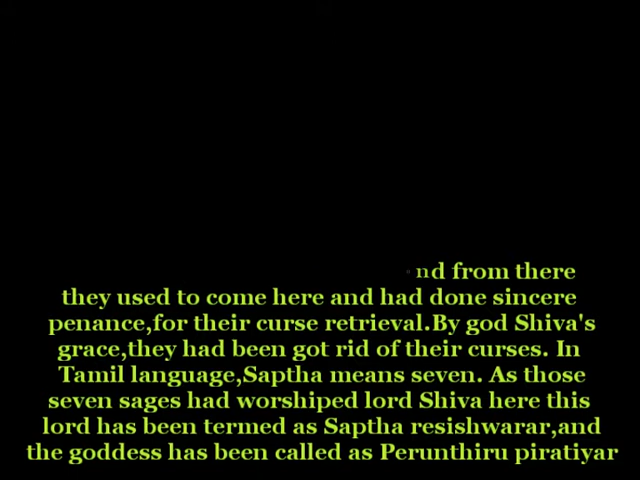 nd from there
they used to come here and had done sincere
penance,for their curse retrieval.By god Shiva's
grace,they had been got rid of their curses. In
Tamil language,Saptha means seven. As those
seven sages had worshiped lord Shiva here this
lord has been termed as Saptha resishwarar,and
the goddess has been called as Perunthiru piratiyar